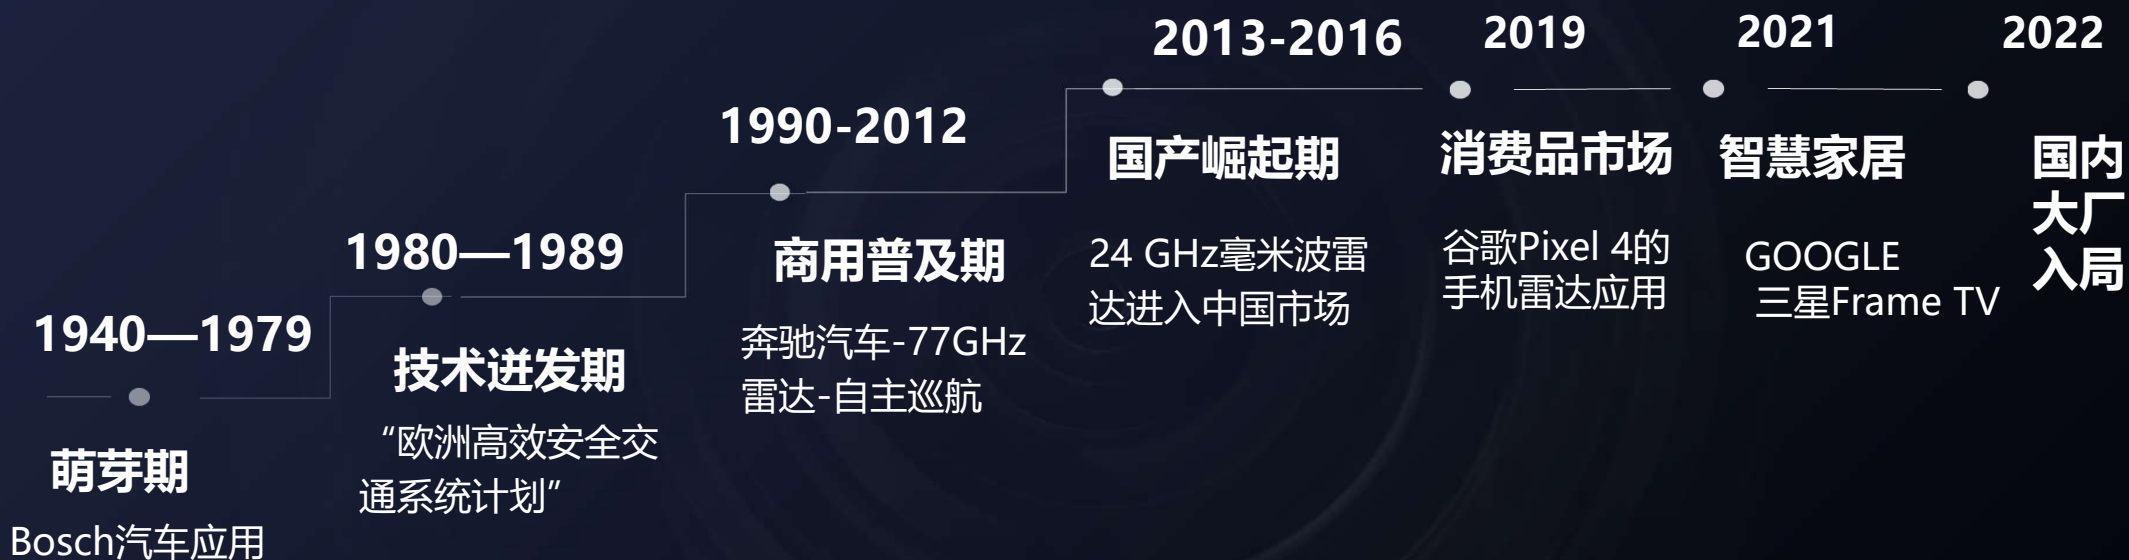 1940—1979
萌芽期
Bosch汽车应用
1980—1989
技术迸发期
“欧洲高效安全交
通系统计划”
1990-2012
商用普及期
奔驰汽车-77GHz
雷达-自主巡航
2013-2016
国产崛起期
24 GHz毫米波雷
达进入中国市场
2019
消费品市场
谷歌Pixel 4的
手机雷达应用
2021
智慧家居
GOOGLE
三星Frame TV
2022
国内
大厂
入局